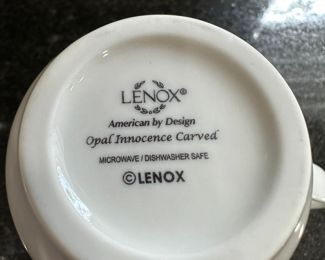 LENOX®
American by Design
Opal Innocence Carved
MICROWAVE / DISHWASHER SAFE
©LENOX